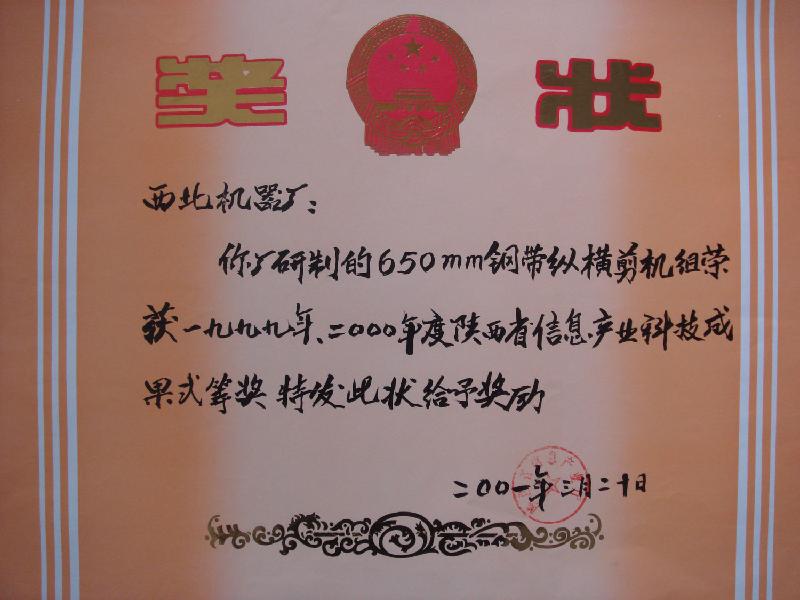 奖状
西北机器厂：
你厂研制的650mm钢带纵横剪机组荣
获一九九九年、二000年度陕西省信息产业科技成
果弍等奖 特发此状给予奖励
二00一年三月二十日